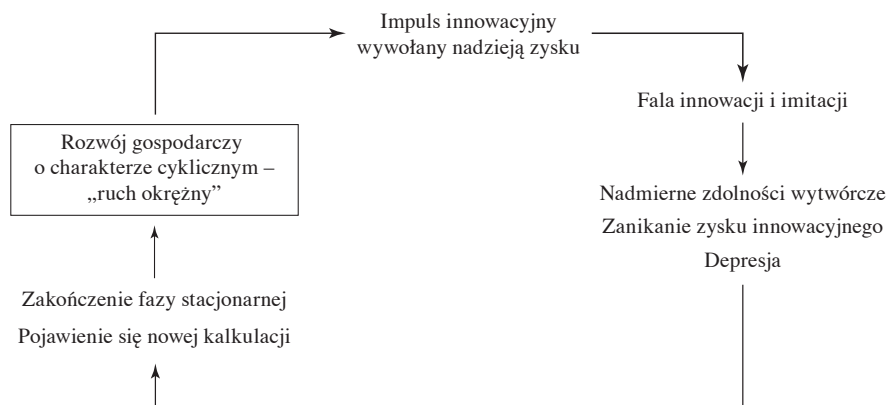 Impuls innowacyjny
wywołany nadzieją zysku
Fala innowacji i imitacji
Nadmierne zdolności wytwórcze
Zanikanie zysku innowacyjnego
Depresja
Zakończenie fazy stacjonarnej
Pojawienie się nowej kalkulacji
Rozwój gospodarczy
o charakterze cyklicznym –
„ruch okrężny”